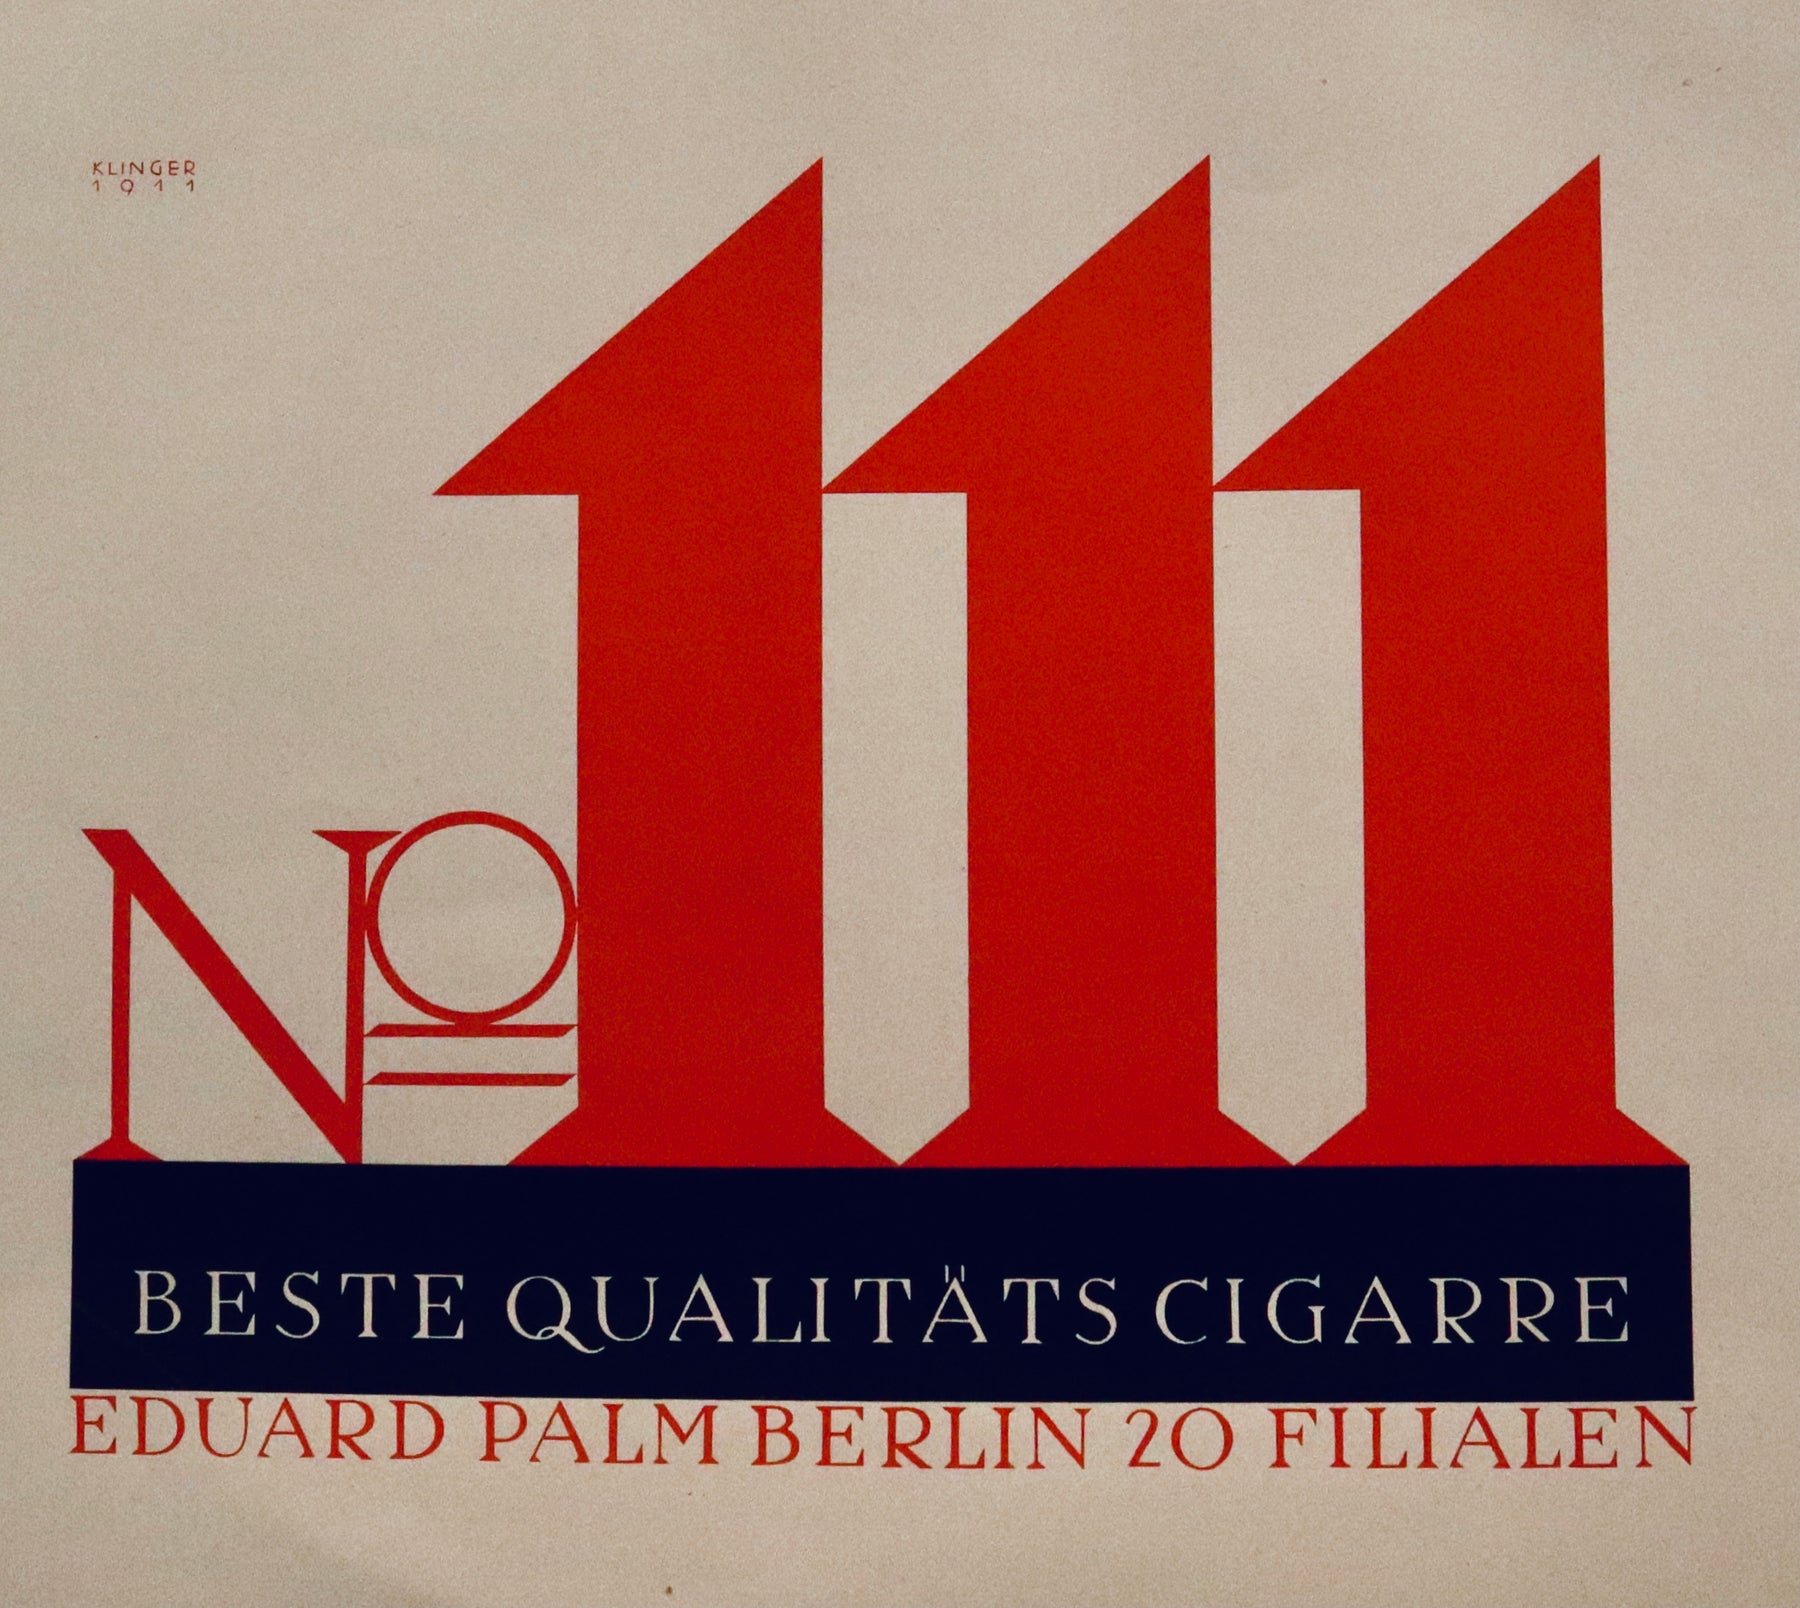 KLINGER
1911
Nº 111
BESTE QUALITÄTS CIGARRE
EDUARD PALM BERLIN 20 FILIALEN